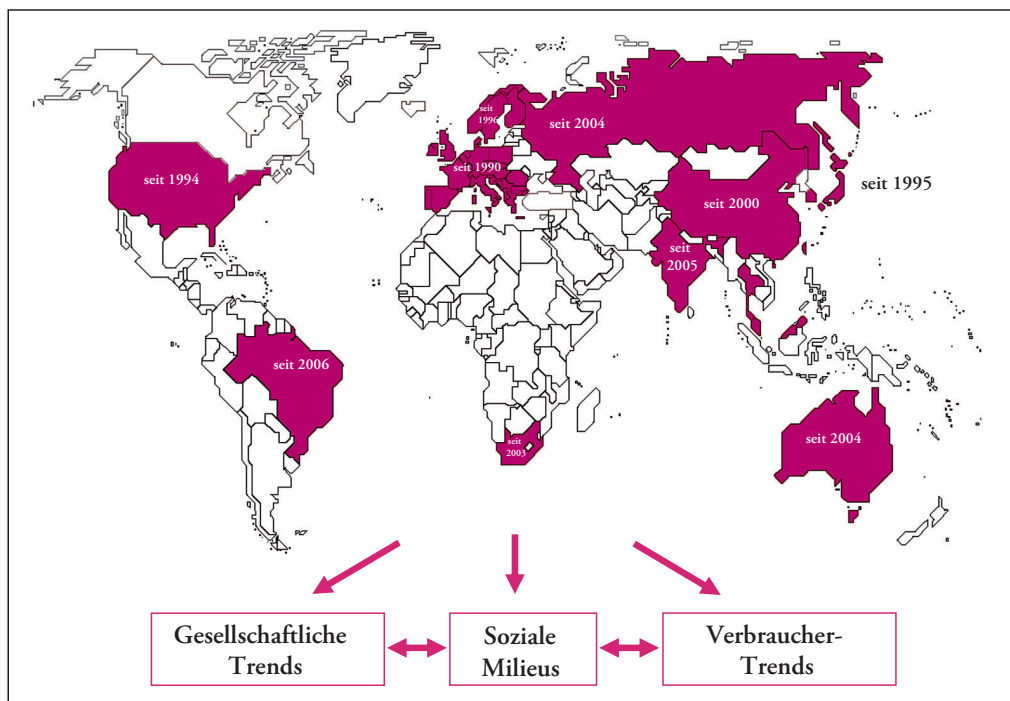 seit
1996
seit 2004
seit 1994
seit 1990
seit 1995
seit 2000
seit
2005
seit 2006
seit
2003
seit 2004
Gesellschaftliche
Trends
Soziale
Milieus
Verbraucher-
Trends